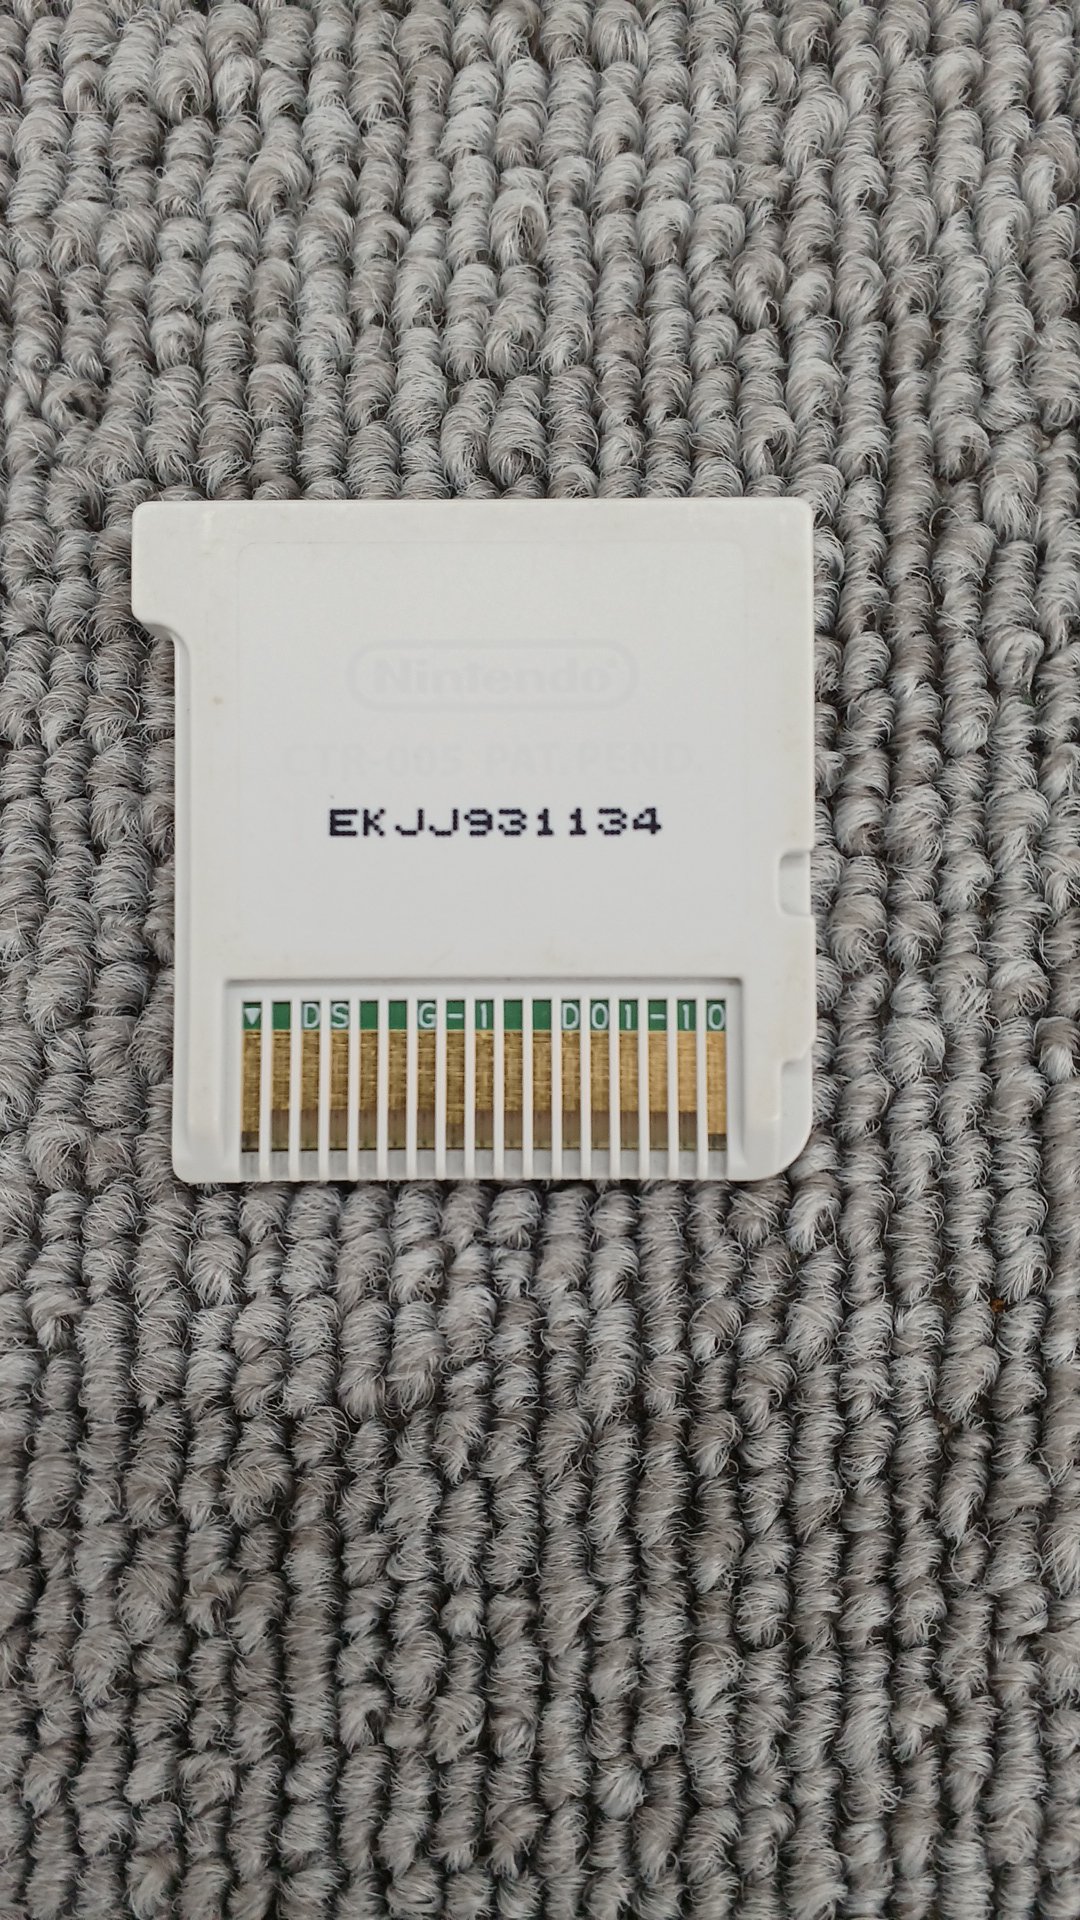 Nintendo
CTR-005 PAT.PEND.
EKJJ931134
DS G-1 D01-10